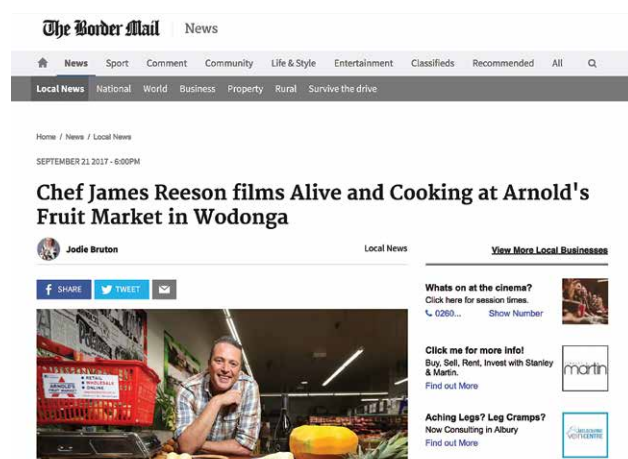 The Border Mail News
News Sport Comment Community Life & Style Entertainment Classifieds Recommended All
Local News National World Business Property Rural Survive the drive
Home / News / Local News
SEPTEMBER 21 2017 - 6:00PM
Chef James Reeson films Alive and Cooking at Arnold's
Fruit Market in Wodonga
Jodie Bruton
Local News
SHARE TWEET
ARNOLD'S
FRUIT MARKET
RETAIL
WHOLESALE
ONLINE
View More Local Businesses
Whats on at the cinema?
Click here for session times.
0260... Show Number
Click me for more info!
Buy, Sell, Rent, Invest with Stanley
& Martin.
Find out More
martin
Aching Legs? Leg Cramps?
Now Consulting in Albury
Find out More
MELBOURNE
VEINCENTRE